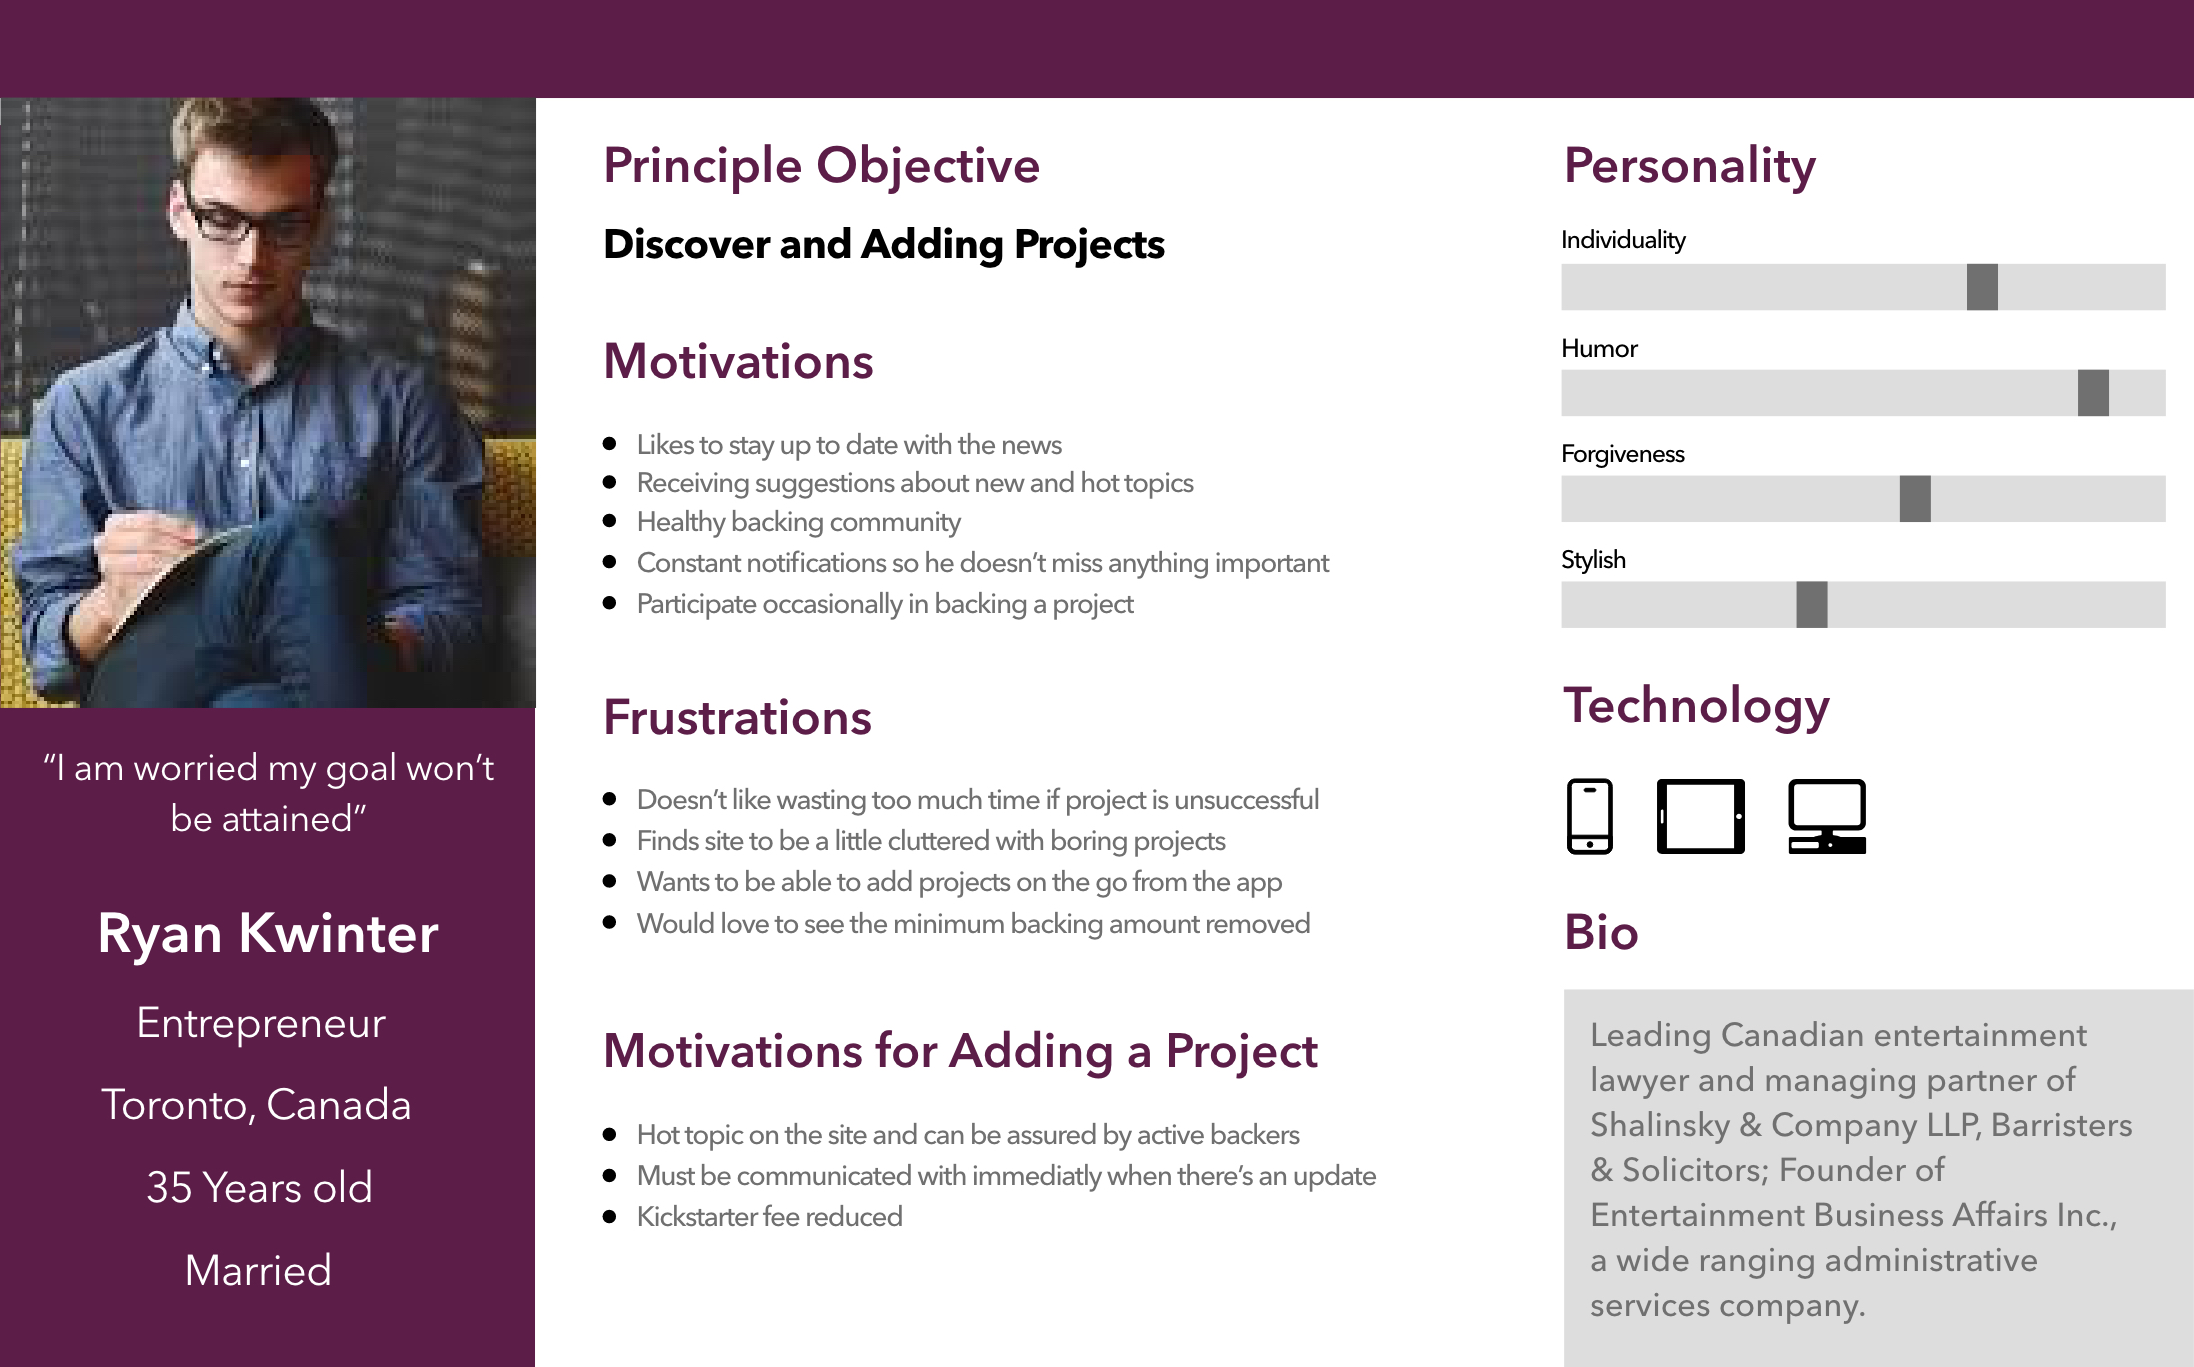 “I am worried my goal won’t
be attained”
Ryan Kwinter
Entrepreneur
Toronto, Canada
35 Years old
Married
Principle Objective
Discover and Adding Projects
Motivations
Likes to stay up to date with the news
Receiving suggestions about new and hot topics
Healthy backing community
Constant notifications so he doesn’t miss anything important
Participate occasionally in backing a project
Frustrations
Doesn’t like wasting too much time if project is unsuccessful
Finds site to be a little cluttered with boring projects
Wants to be able to add projects on the go from the app
Would love to see the minimum backing amount removed
Motivations for Adding a Project
Hot topic on the site and can be assured by active backers
Must be communicated with immediatly when there’s an update
Kickstarter fee reduced
Personality
Individuality
Humor
Forgiveness
Stylish
Technology
Bio
Leading Canadian entertainment
lawyer and managing partner of
Shalinsky & Company LLP, Barristers
& Solicitors; Founder of
Entertainment Business Affairs Inc.,
a wide ranging administrative
services company.